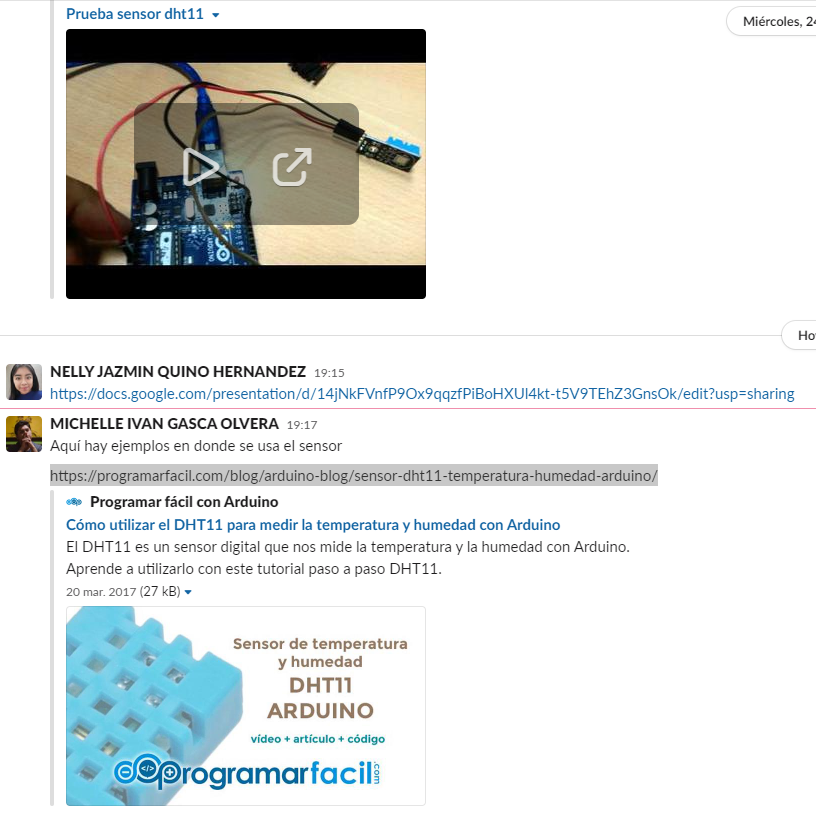 Prueba sensor dht11
Miércoles, 24
Ho
NELLY JAZMIN QUINO HERNANDEZ 19:15
https://docs.google.com/presentation/d/14jNkFVnfP9Ox9qqzfPiBoHXUl4kt-t5V9TEhZ3GnsOk/edit?usp=sharing
MICHELLE IVAN GASCA OLVERA 19:17
Aquí hay ejemplos en donde se usa el sensor
https://programarfacil.com/blog/arduino-blog/sensor-dht11-temperatura-humedad-arduino/
Programar fácil con Arduino
Cómo utilizar el DHT11 para medir la temperatura y humedad con Arduino
El DHT11 es un sensor digital que nos mide la temperatura y la humedad con Arduino.
Aprende a utilizarlo con este tutorial paso a paso DHT11.
20 mar. 2017 (27 kB)
Sensor de temperatura
y humedad
DHT11
ARDUINO
vídeo + artículo + código
programarfacil.com